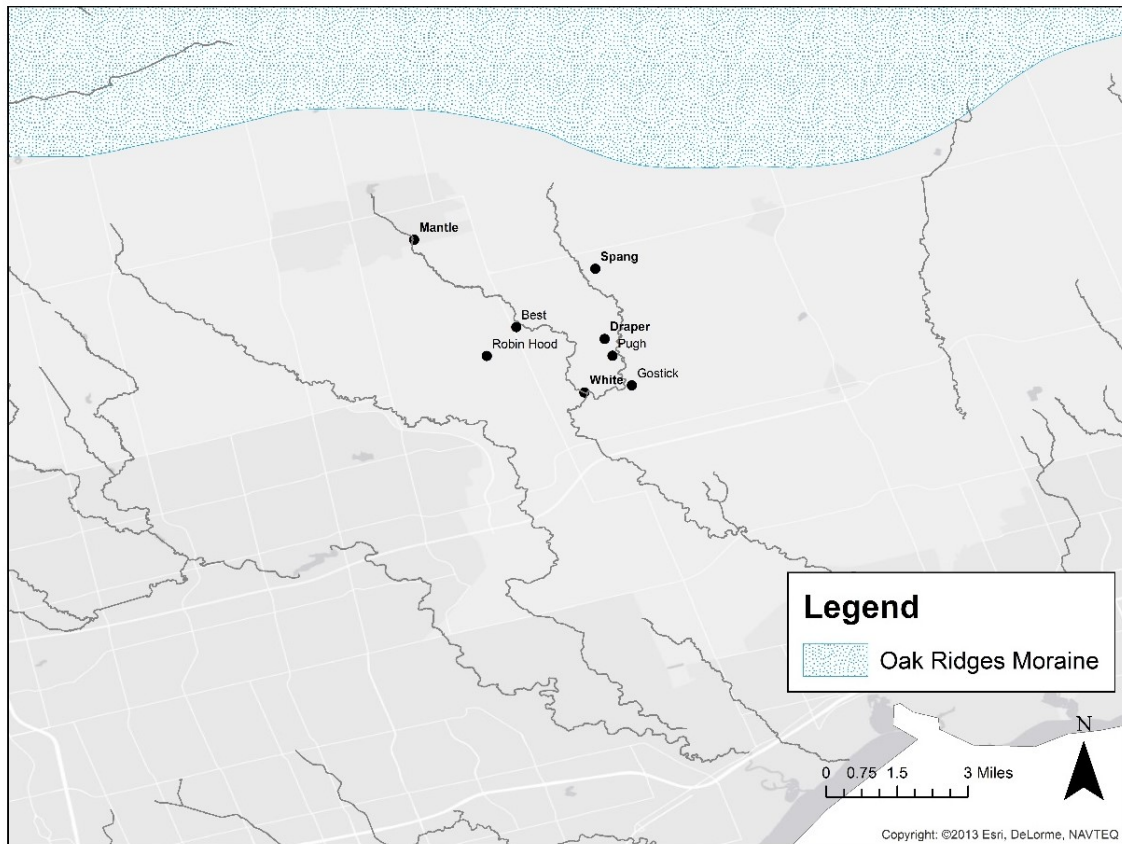 Mantle
Spang
Best
Draper
Robin Hood
Pugh
White
Gostick
Legend
Oak Ridges Moraine
N
0 0.75 1.5 3 Miles
Copyright: ©2013 Esri, DeLorme, NAVTEQ